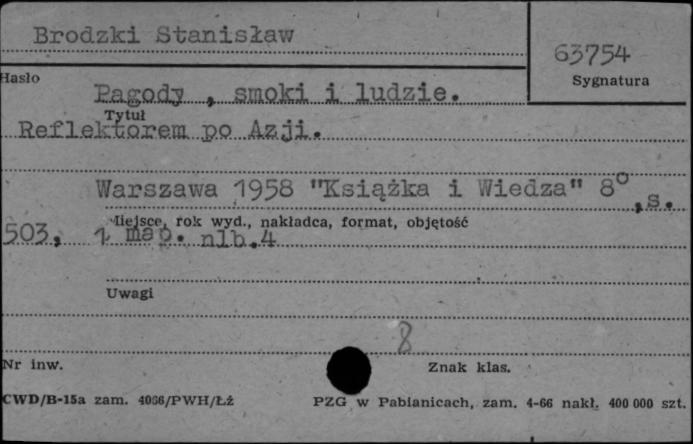 Brodzki Stanisław
63754
Hasło
Sygnatura
Pagody , smoki i ludzie.
Tytuł
Reflektorem po Azji.
Warszawa 1958 "Książka i Wiedza" 8°,s.
Miejsce, rok wyd., nakładca, format, objętość
503, 1 map. nlb.4
Uwagi
8
Nr inw.
Znak klas.
CWD/B-15a zam. 4066/PWH/Łż
PZG w Pabianicach, zam. 4-66 nakł. 400 000 szt.